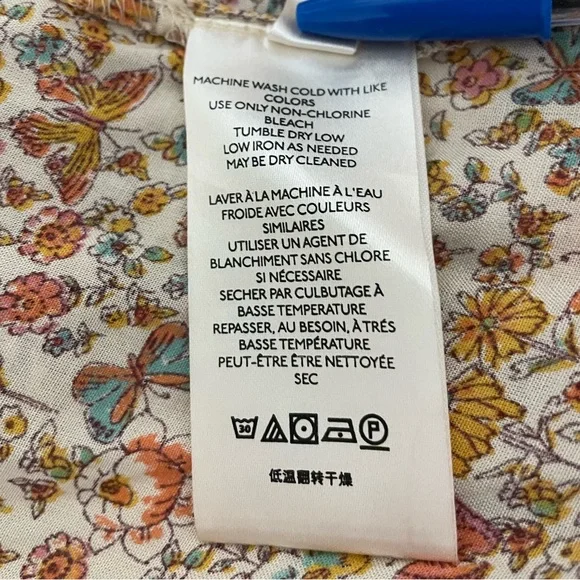 MACHINE WASH COLD WITH LIKE
COLORS
USE ONLY NON-CHLORINE
BLEACH
TUMBLE DRY LOW
LOW IRON AS NEEDED
MAY BE DRY CLEANED
LAVER À LA MACHINE À L'EAU
FROIDE AVEC COULEURS
SIMILAIRES
UTILISER UN AGENT DE
BLANCHIMENT SANS CHLORE
SI NÉCESSAIRE
SECHER PAR CULBUTAGE À
BASSE TEMPERATURE
REPASSER, AU BESOIN, À TRÉS
BASSE TEMPÉRATURE
PEUT-ÊTRE ÊTRE NETTOYÉE
SEC
30 P
低温翻转干燥